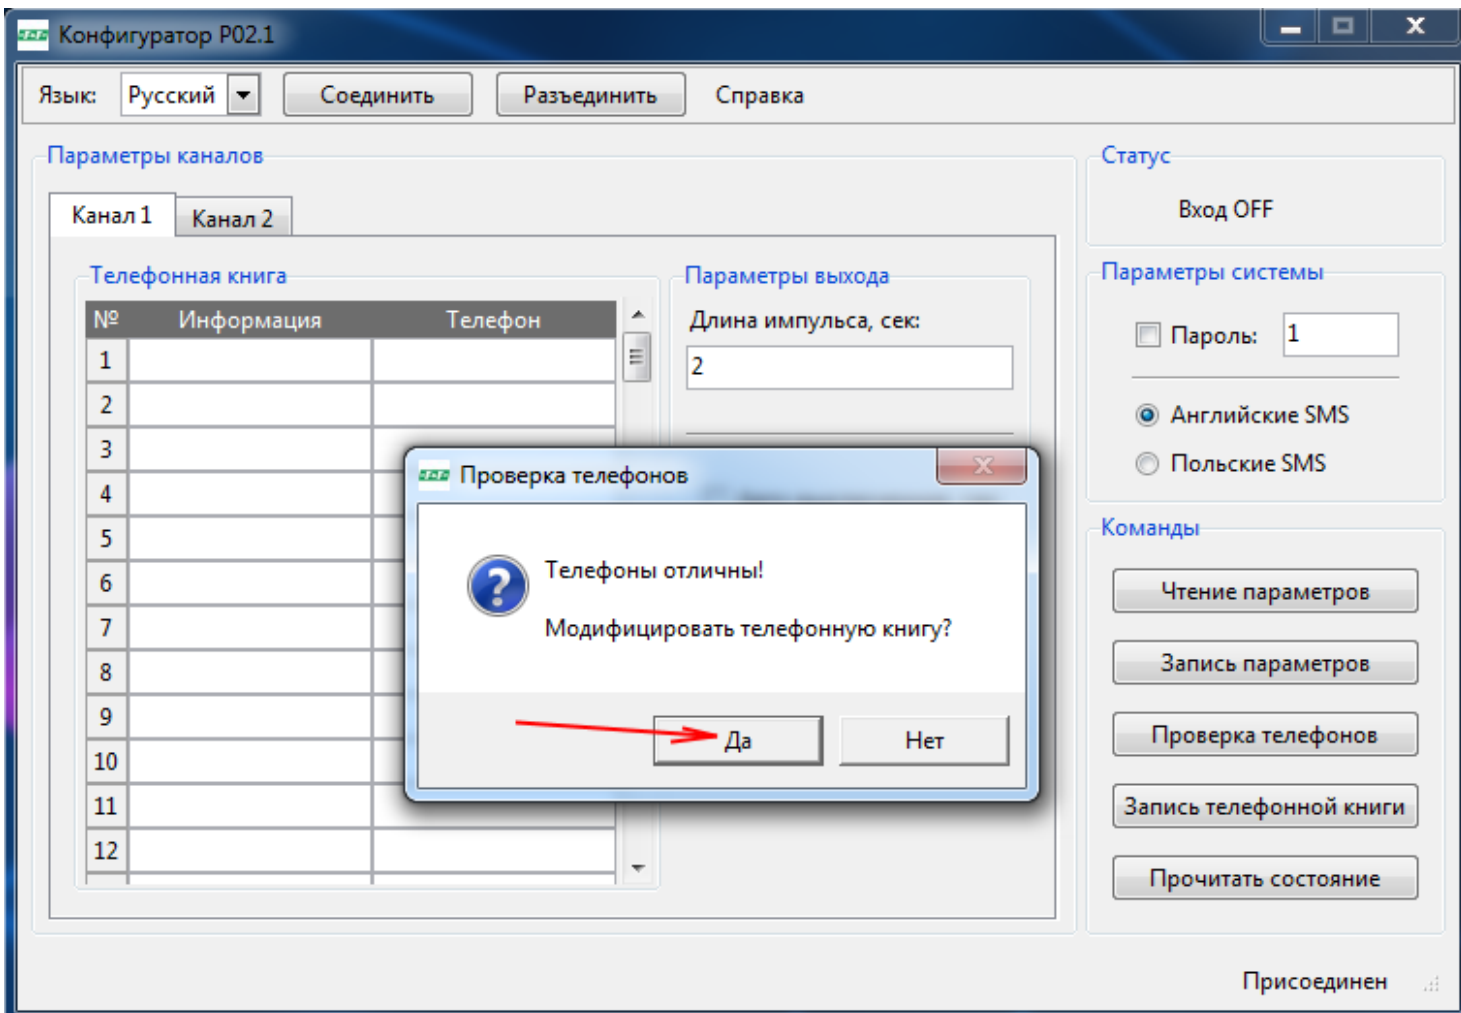 Конфигуратор P02.1
Язык: Русский Соединить Разъединить Справка
Параметры каналов
Канал 1 Канал 2
Телефонная книга
№ Информация Телефон
1
2
3
4
5
6
7
8
9
10
11
12
Параметры выхода
Длина импульса, сек:
2
Проверка телефонов
Телефоны отличны!
Модифицировать телефонную книгу?
Да Нет
Статус
Вход OFF
Параметры системы
Пароль: 1
Английские SMS
Польские SMS
Команды
Чтение параметров
Запись параметров
Проверка телефонов
Запись телефонной книги
Прочитать состояние
Присоединен